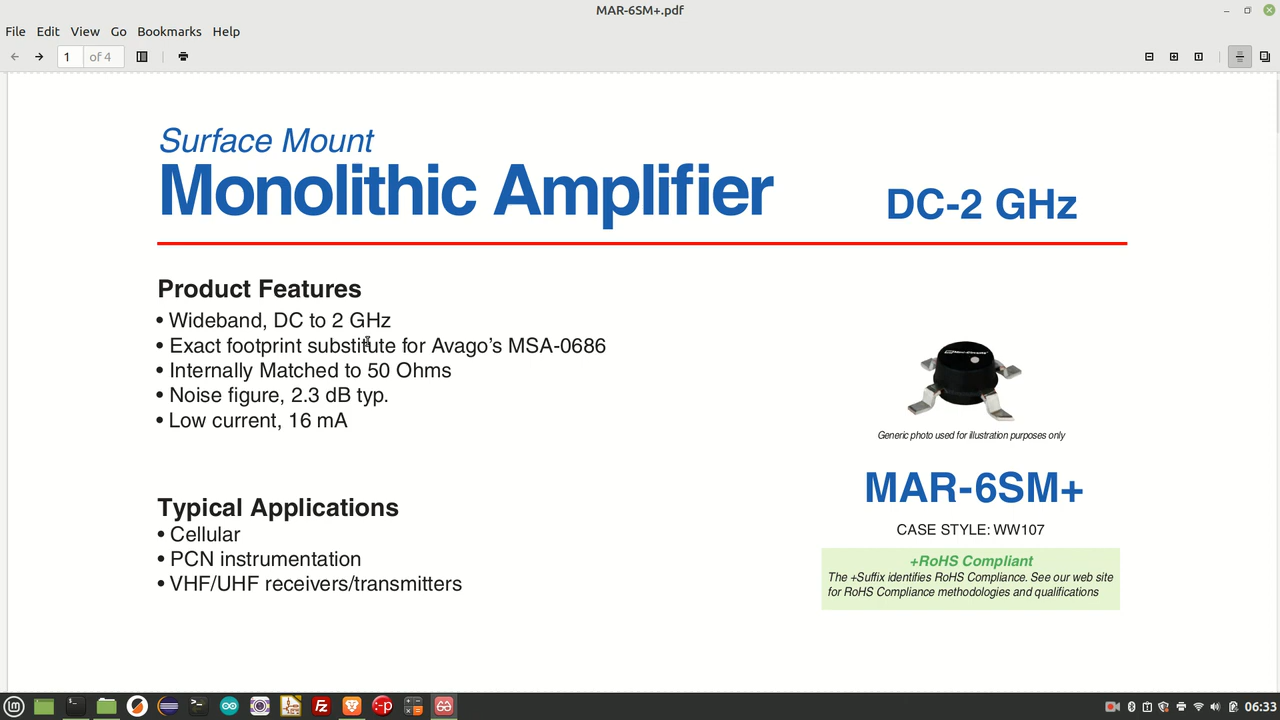 MAR-6SM+.pdf
File Edit View Go Bookmarks Help
1 of 4
Surface Mount
Monolithic Amplifier
DC-2 GHz
Product Features
• Wideband, DC to 2 GHz
• Exact footprint substitute for Avago’s MSA-0686
• Internally Matched to 50 Ohms
• Noise figure, 2.3 dB typ.
• Low current, 16 mA
Generic photo used for illustration purposes only
MAR-6SM+
CASE STYLE: WW107
+RoHS Compliant
The +Suffix identifies RoHS Compliance. See our web site
for RoHS Compliance methodologies and qualifications
Typical Applications
• Cellular
• PCN instrumentation
• VHF/UHF receivers/transmitters
06:33